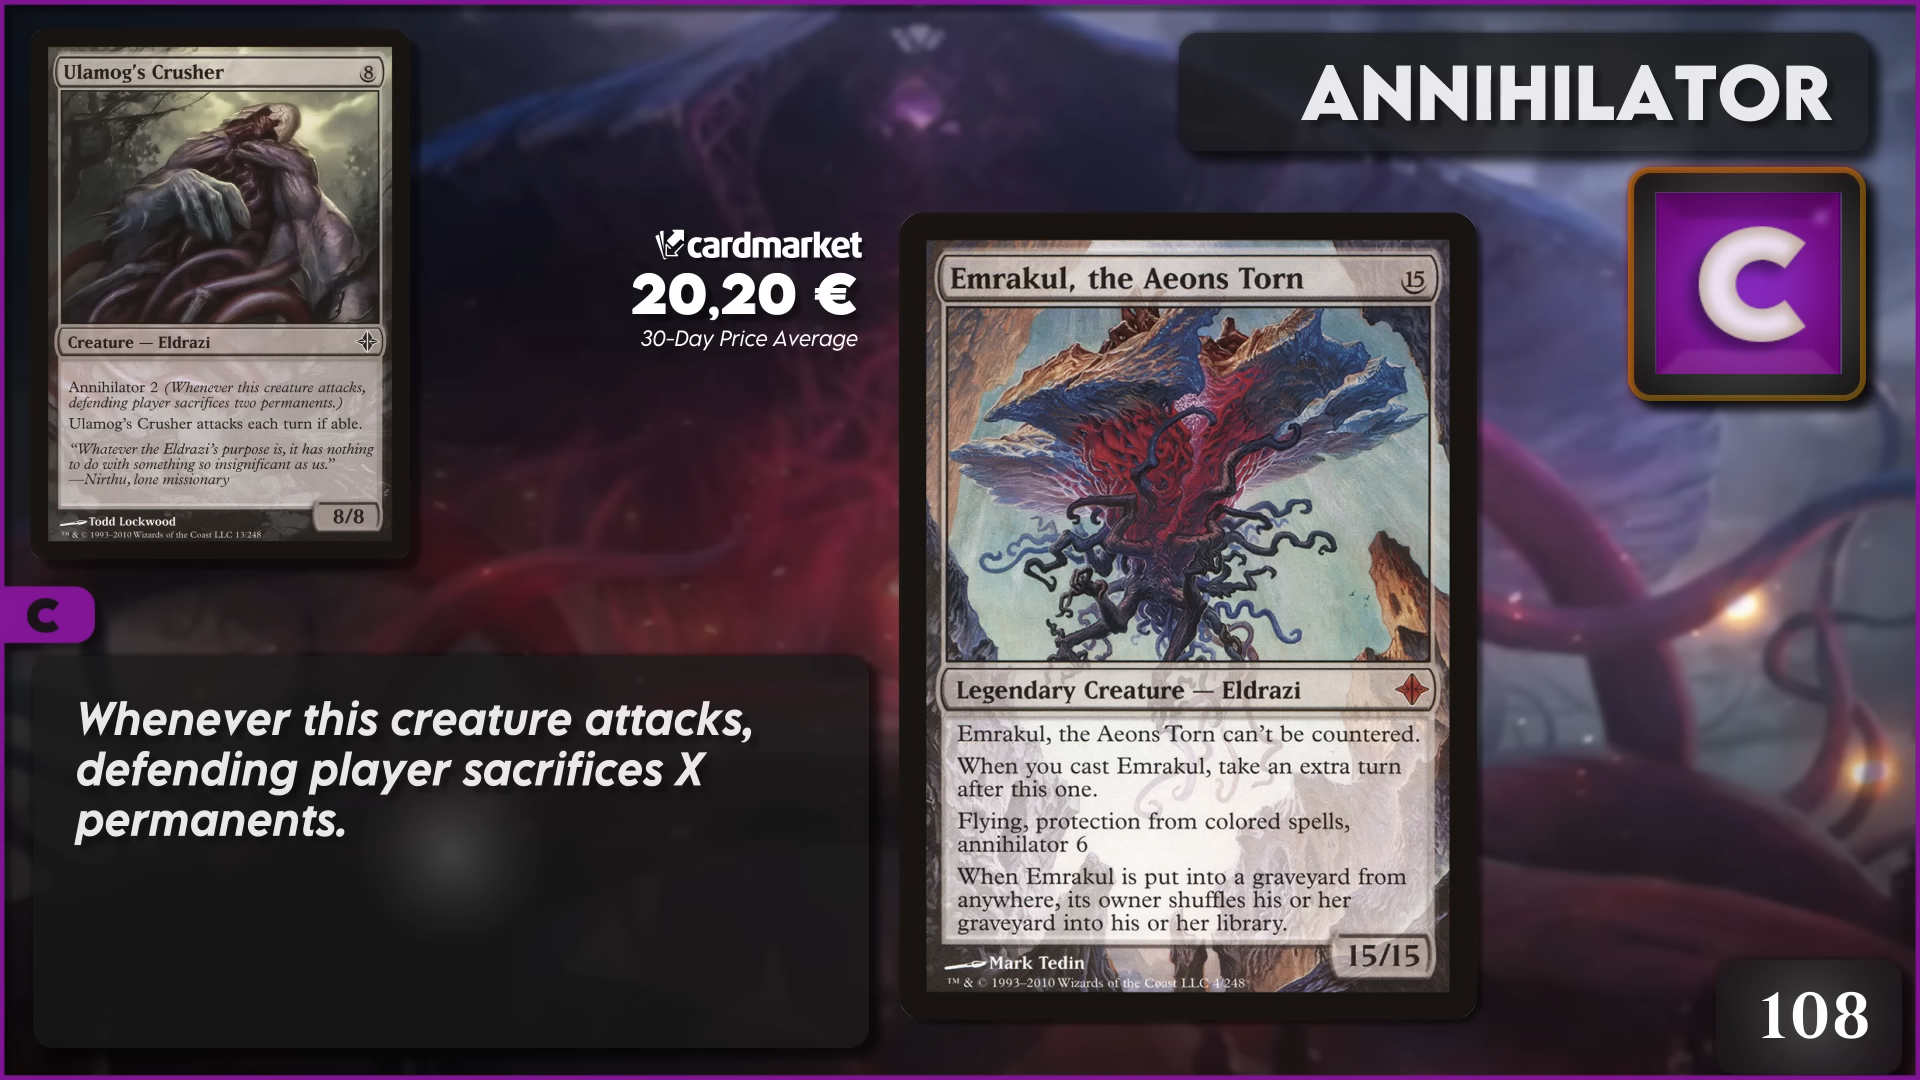 Ulamog's Crusher 8
Creature — Eldrazi
Annihilator 2 (Whenever this creature attacks,
defending player sacrifices two permanents.)
Ulamog's Crusher attacks each turn if able.
"Whatever the Eldrazi's purpose is, it has nothing
to do with something so insignificant as us."
—Nirthu, lone missionary
8/8
Todd Lockwood
™ & © 1993–2010 Wizards of the Coast LLC 13/248
ANNIHILATOR
C
cardmarket
20,20 €
30-Day Price Average
Emrakul, the Aeons Torn 15
Legendary Creature — Eldrazi
Emrakul, the Aeons Torn can't be countered.
When you cast Emrakul, take an extra turn
after this one.
Flying, protection from colored spells,
annihilator 6
When Emrakul is put into a graveyard from
anywhere, its owner shuffles his or her
graveyard into his or her library.
15/15
Mark Tedin
™ & © 1993–2010 Wizards of the Coast LLC 4/248
C
Whenever this creature attacks,
defending player sacrifices X
permanents.
108